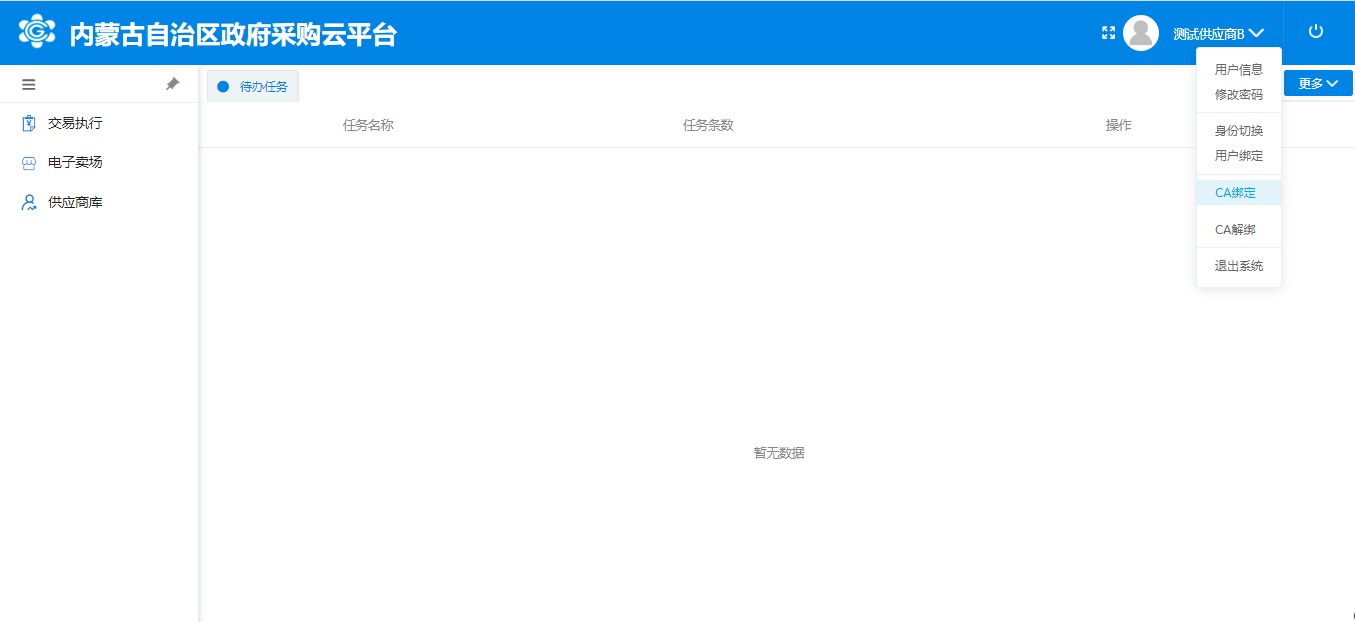 内蒙古自治区政府采购云平台
测试供应商B
待办任务
更多
用户信息
修改密码
身份切换
用户绑定
CA绑定
CA解绑
退出系统
交易执行
电子卖场
供应商库
任务名称
任务条数
操作
暂无数据